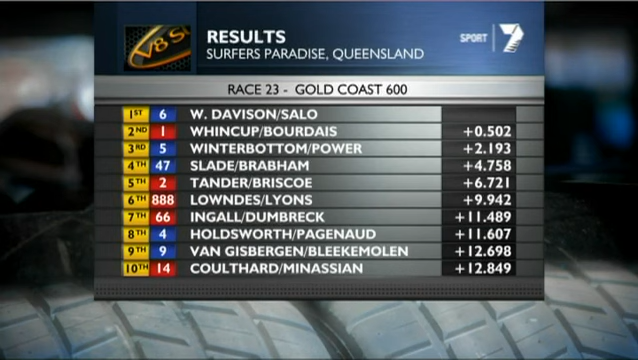 V8 S
RESULTS
SURFERS PARADISE, QUEENSLAND
SPORT 7
RACE 23 - GOLD COAST 600
1ST 6 W. DAVISON/SALO
2ND 1 WHINCUP/BOURDAIS +0.502
3RD 5 WINTERBOTTOM/POWER +2.193
4TH 47 SLADE/BRABHAM +4.758
5TH 2 TANDER/BRISCOE +6.721
6TH 888 LOWNDES/LYONS +9.942
7TH 66 INGALL/DUMBRECK +11.489
8TH 4 HOLDSWORTH/PAGENAUD +11.607
9TH 9 VAN GISBERGEN/BLEEKEMOLEN +12.698
10TH 14 COULTHARD/MINASSIAN +12.849